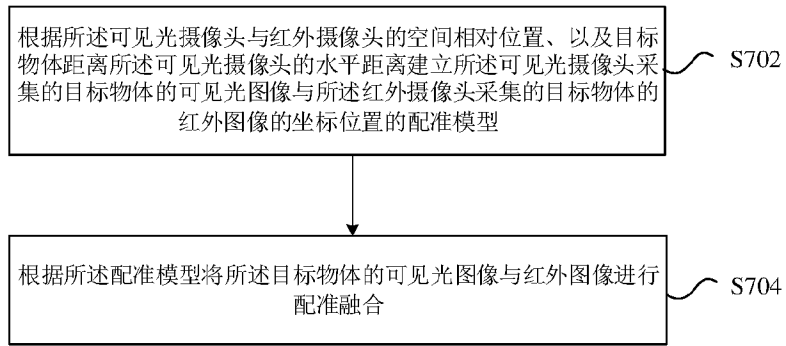 根据所述可见光摄像头与红外摄像头的空间相对位置、以及目标
物体距离所述可见光摄像头的水平距离建立所述可见光摄像头采
集的目标物体的可见光图像与所述红外摄像头采集的目标物体的
红外图像的坐标位置的配准模型
S702
根据所述配准模型将所述目标物体的可见光图像与红外图像进行
配准融合
S704